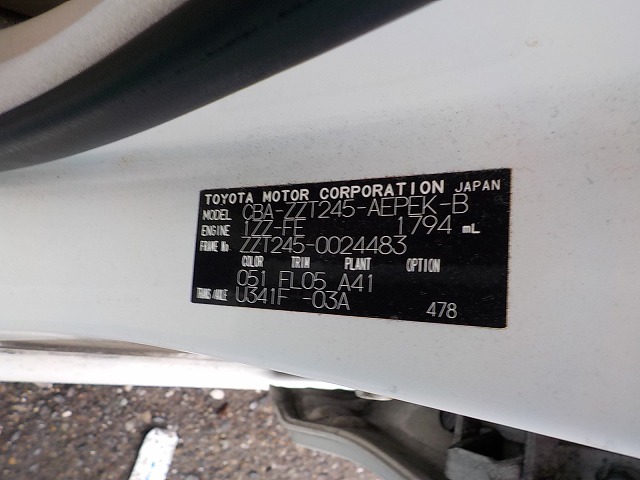 TOYOTA MOTOR CORPORATION JAPAN
MODEL CBA-ZZT245-AEPEK-B
ENGINE 1ZZ-FE 1794 mL
FRAME No ZZT245-0024483
COLOR TRIM PLANT OPTION
051 FL05 A41
TRANS/AXLE U341F -03A
478